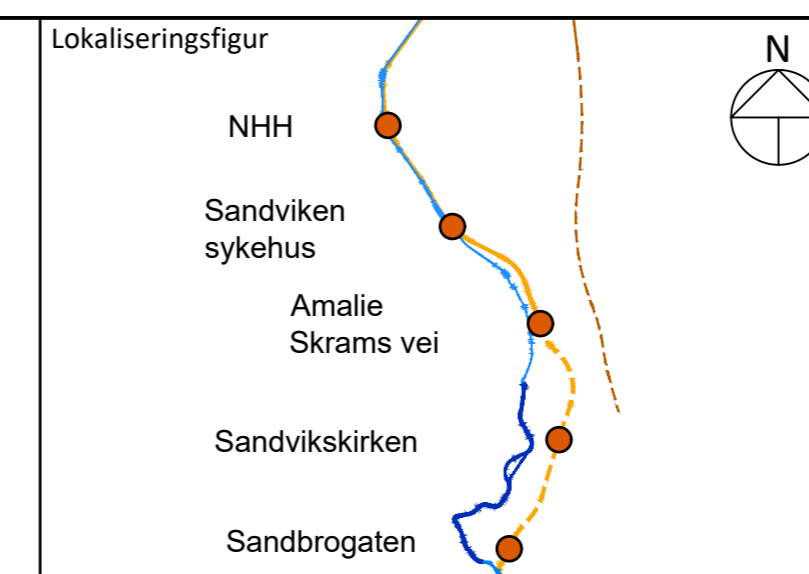 Lokaliseringsfigur
N
NHH
Sandviken
sykehus
Amalie
Skrams vei
Sandvikskirken
Sandbrogaten